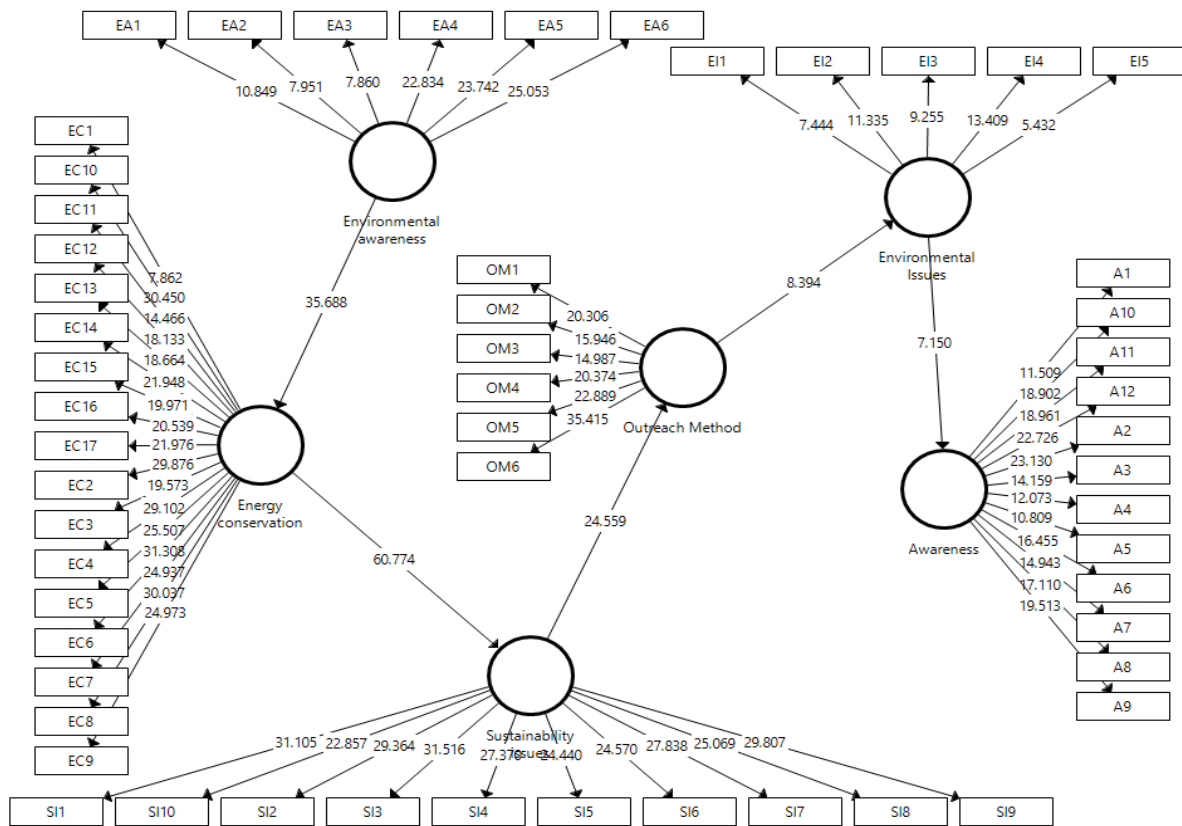 EA1
EA2
EA3
EA4
EA5
EA6
10.849
7.951
7.860
22.834
23.742
25.053
Environmental
awareness
EI1
EI2
EI3
EI4
EI5
7.444
11.335
9.255
13.409
5.432
Environmental
Issues
EC1
EC10
EC11
EC12
EC13
EC14
EC15
EC16
EC17
EC2
EC3
EC4
EC5
EC6
EC7
EC8
EC9
7.862
30.450
14.466
18.133
18.664
21.948
19.971
20.539
21.976
29.876
19.573
29.102
25.507
31.308
24.937
30.037
24.973
Energy
conservation
35.688
OM1
OM2
OM3
OM4
OM5
OM6
20.306
15.946
14.987
20.374
22.889
35.415
Outreach Method
8.394
7.150
A1
A10
A11
A12
A2
A3
A4
A5
A6
A7
A8
A9
11.509
18.902
18.961
22.726
23.130
14.159
12.073
10.809
16.455
14.943
17.110
19.513
Awareness
60.774
24.559
Sustainability
issues
31.105
22.857
29.364
31.516
27.370
24.440
24.570
27.838
25.069
29.807
SI1
SI10
SI2
SI3
SI4
SI5
SI6
SI7
SI8
SI9